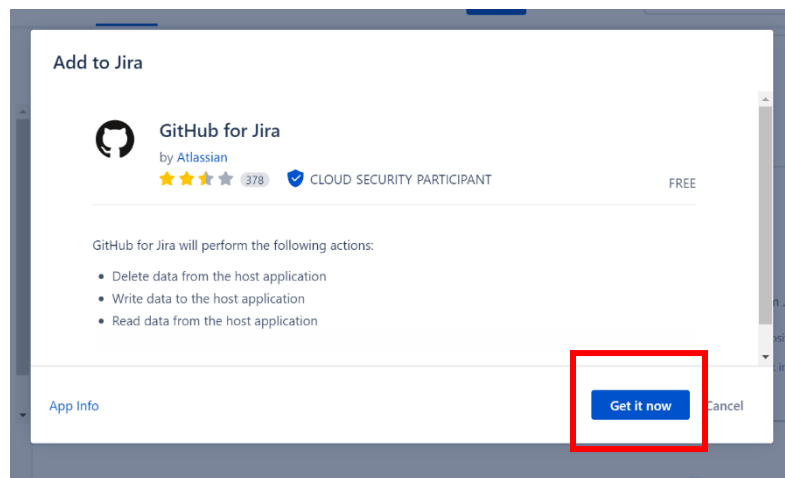 Add to Jira
GitHub for Jira
by Atlassian
378 CLOUD SECURITY PARTICIPANT
FREE
GitHub for Jira will perform the following actions:
Delete data from the host application
Write data to the host application
Read data from the host application
App Info Get it now Cancel